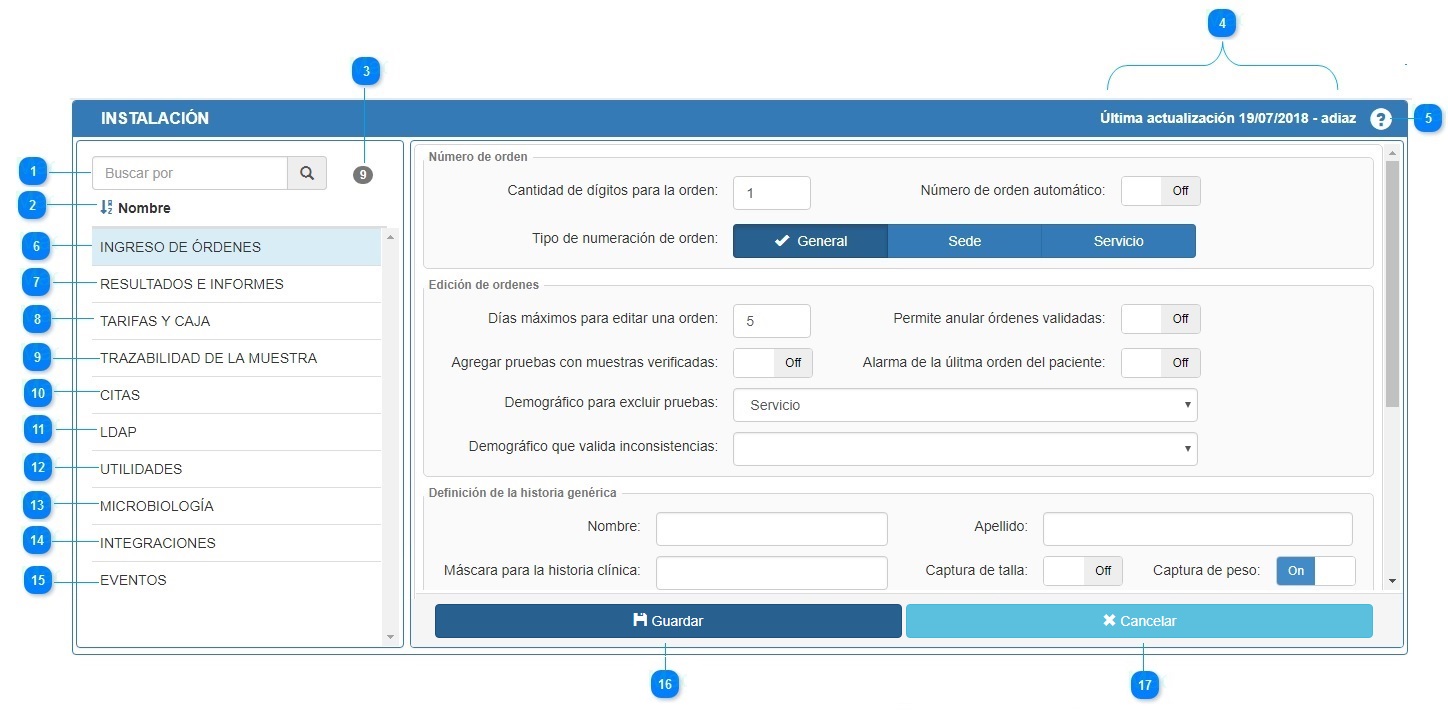 4
3
INSTALACIÓN
Última actualización 19/07/2018 - adiaz ?
5
1
Buscar por
9
2
Nombre
6
INGRESO DE ÓRDENES
7
RESULTADOS E INFORMES
8
TARIFAS Y CAJA
9
TRAZABILIDAD DE LA MUESTRA
10
CITAS
11
LDAP
12
UTILIDADES
13
MICROBIOLOGÍA
14
INTEGRACIONES
15
EVENTOS
Número de orden
Cantidad de dígitos para la orden: 1 Número de orden automático: Off
Tipo de numeración de orden: General Sede Servicio
Edición de ordenes
Días máximos para editar una orden: 5 Permite anular órdenes validadas: Off
Agregar pruebas con muestras verificadas: Off Alarma de la úlitma orden del paciente: Off
Demográfico para excluir pruebas: Servicio
Demográfico que valida inconsistencias:
Definición de la historia genérica
Nombre: Apellido:
Máscara para la historia clínica: Captura de talla: Off Captura de peso: On
Guardar Cancelar
16 17